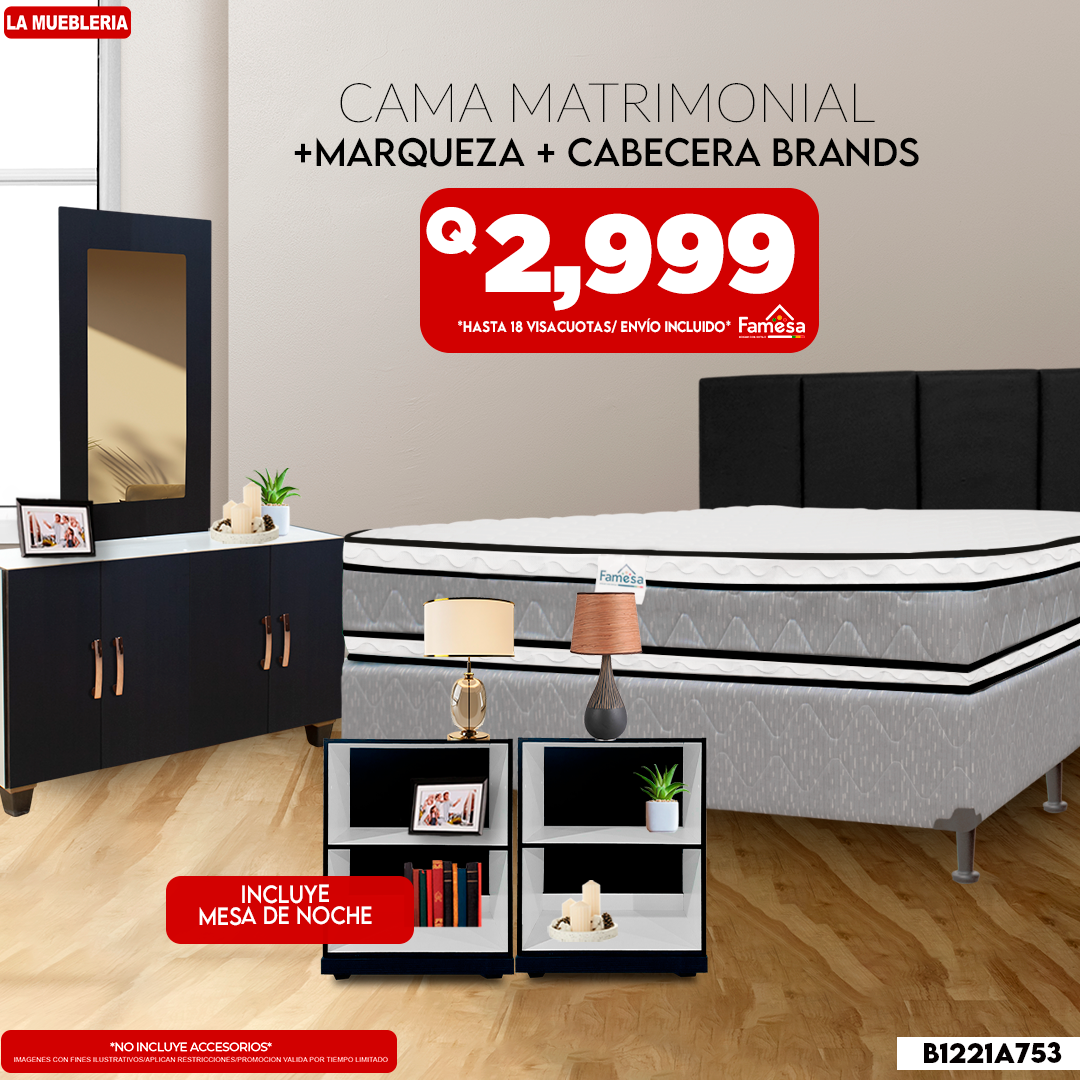 LA MUEBLERIA
CAMA MATRIMONIAL
+MARQUEZA + CABECERA BRANDS
Q 2,999
*HASTA 18 VISACUOTAS/ ENVÍO INCLUIDO* Famesa
Famesa
INCLUYE
MESA DE NOCHE
*NO INCLUYE ACCESORIOS*
IMAGENES CON FINES ILUSTRATIVOS/APLICAN RESTRICCIONES/PROMOCION VALIDA POR TIEMPO LIMITADO
B1221A753